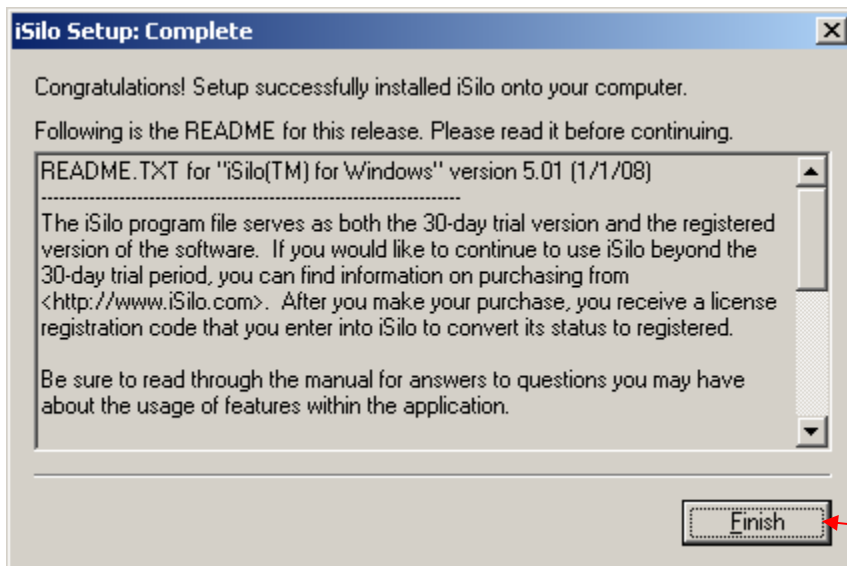 iSilo Setup: Complete
Congratulations! Setup successfully installed iSilo onto your computer.
Following is the README for this release. Please read it before continuing.
README.TXT for "iSilo(TM) for Windows" version 5.01 (1/1/08)
----------------------------------------------------------------------
The iSilo program file serves as both the 30-day trial version and the registered
version of the software.  If you would like to continue to use iSilo beyond the
30-day trial period, you can find information on purchasing from
<http://www.iSilo.com>.  After you make your purchase, you receive a license
registration code that you enter into iSilo to convert its status to registered.
Be sure to read through the manual for answers to questions you may have
about the usage of features within the application.
Finish